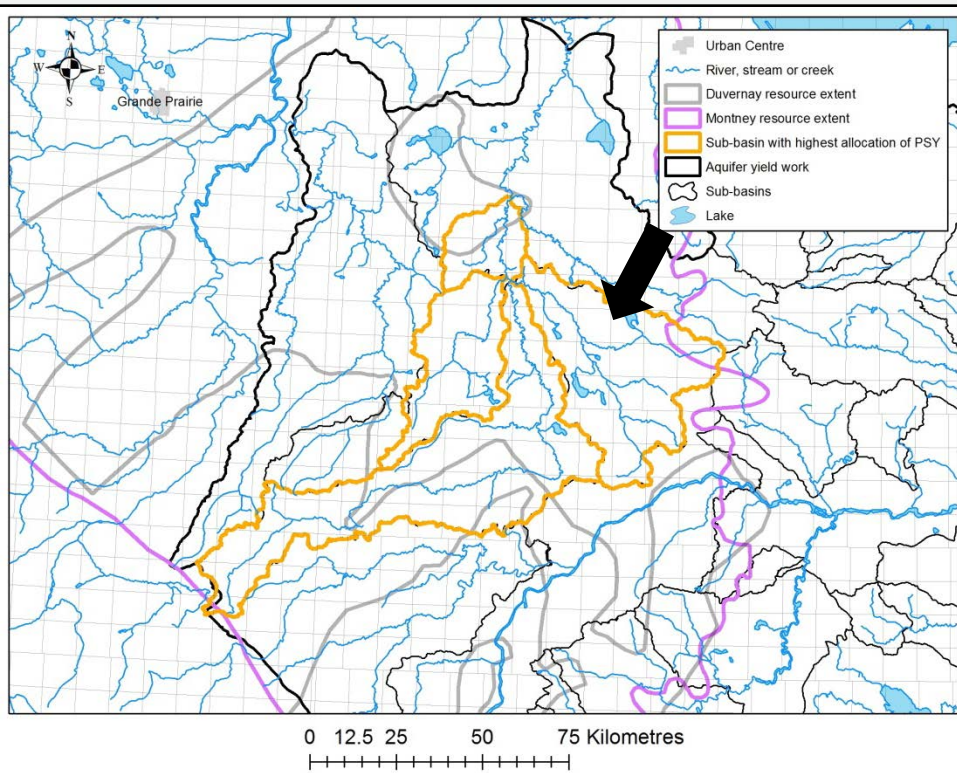 N
W E
S
Grande Prairie
Urban Centre
River, stream or creek
Duvernay resource extent
Montney resource extent
Sub-basin with highest allocation of PSY
Aquifer yield work
Sub-basins
Lake
0 12.5 25 50 75 Kilometres